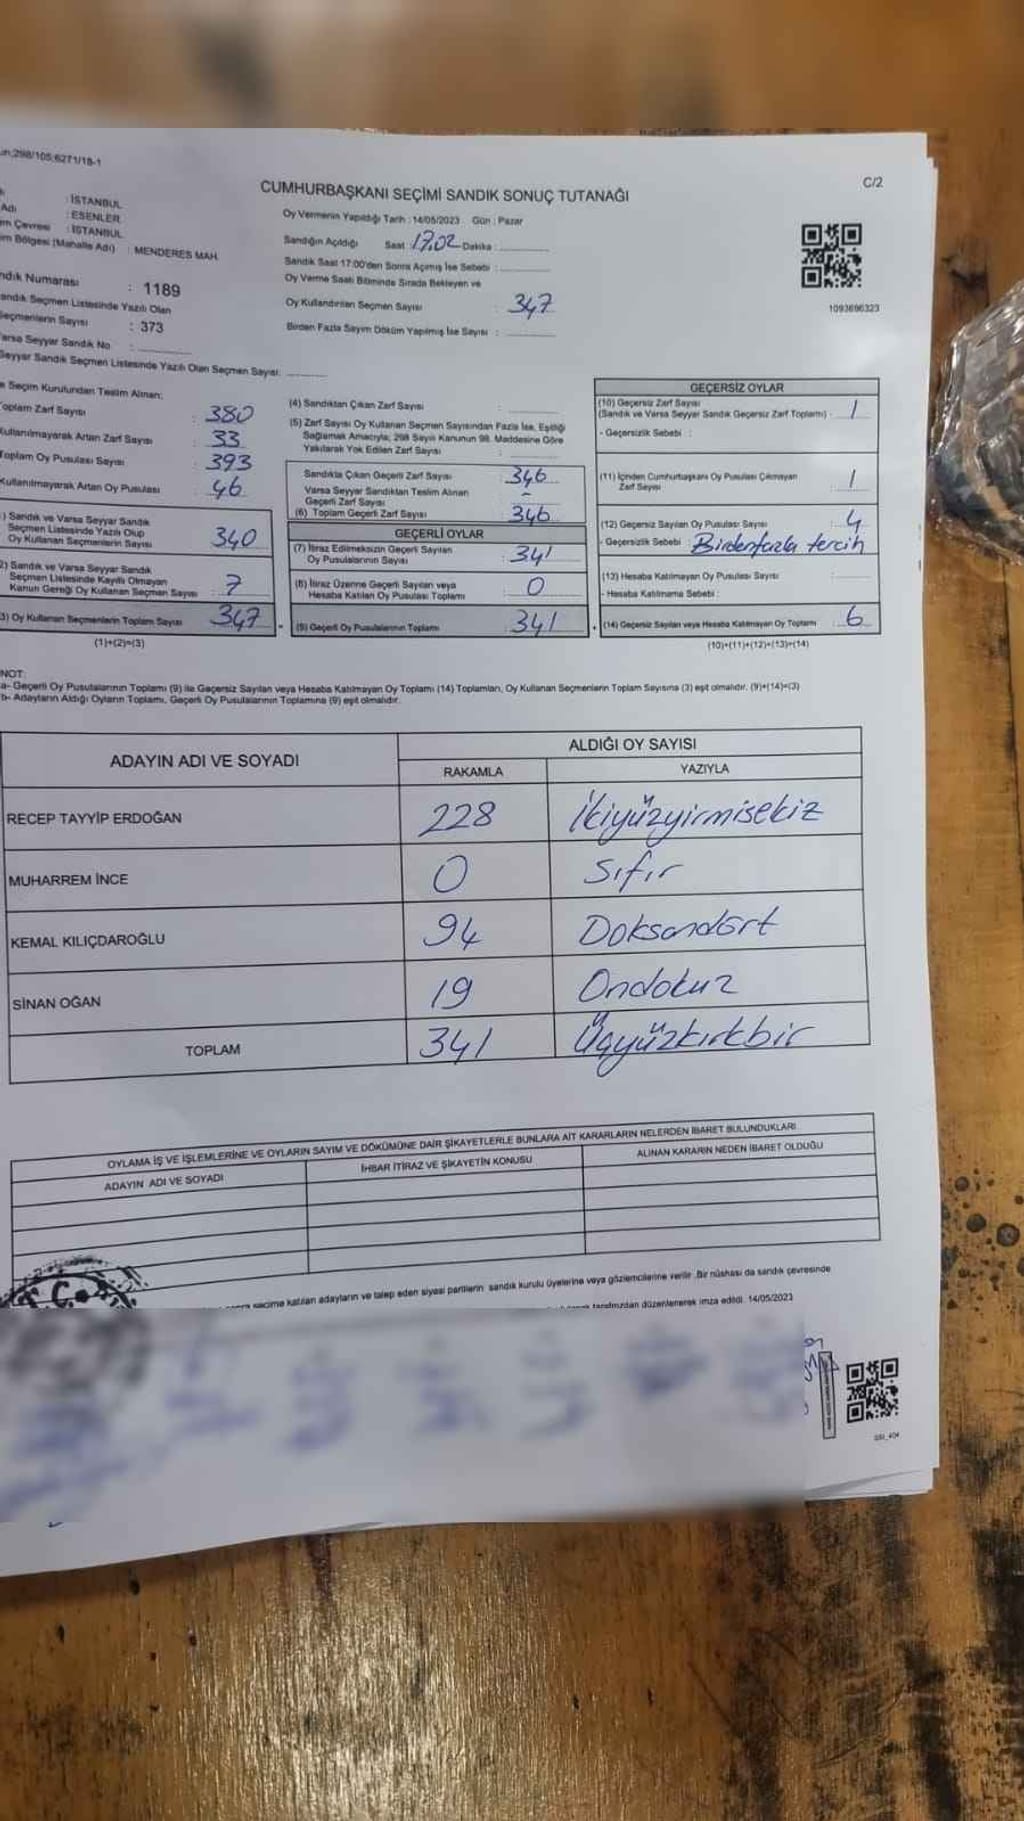 298/105;6271/18-1
C/2
CUMHURBAŞKANI SEÇİMİ SANDIK SONUÇ TUTANAĞI
: İSTANBUL
Adı : ESENLER
Çevresi : İSTANBUL
Bölgesi (Mahalle Adı) : MENDERES MAH.
Oy Vermenin Yapıldığı Tarih : 14/05/2023 Gün : Pazar
Sandığın Açıldığı Saat : 17.02 Dakika :
Sandık Saat 17:00'den Sonra Açılmış İse Sebebi :
Oy Verme Saati Bitiminde Sırada Bekleyen ve
Oy Kullandırılan Seçmen Sayısı : 347
Birden Fazla Sayım Döküm Yapılmış İse Sayısı :
1093696323
Numarası : 1189
Seçmen Listesinde Yazılı Olan
Seçmenlerin Sayısı : 373
Varsa Seyyar Sandık No :
Seyyar Sandık Seçmen Listesinde Yazılı Olan Seçmen Sayısı:
Seçim Kurulundan Teslim Alınan:
Toplam Zarf Sayısı : 380
Kullanılmayarak Artan Zarf Sayısı : 33
Toplam Oy Pusulası Sayısı : 393
Kullanılmayarak Artan Oy Pusulası : 46
Sandık ve Varsa Seyyar Sandık
Seçmen Listesinde Yazılı Olup
Oy Kullanan Seçmenlerin Sayısı : 340
2) Sandık ve Varsa Seyyar Sandık
Seçmen Listesinde Kayıtlı Olmayan
Kanun Gereği Oy Kullanan Seçmen Sayısı : 7
3) Oy Kullanan Seçmenlerin Toplam Sayısı : 347
(1)+(2)=(3)
(4) Sandıktan Çıkan Zarf Sayısı :
(5) Zarf Sayısı Oy Kullanan Seçmen Sayısından Fazla İse, Eşitliği
Sağlamak Amacıyla, 298 Sayılı Kanunun 98. Maddesine Göre
Yakılarak Yok Edilen Zarf Sayısı :
Sandıkta Çıkan Geçerli Zarf Sayısı : 346
Varsa Seyyar Sandıktan Teslim Alınan
Geçerli Zarf Sayısı : -
(6) Toplam Geçerli Zarf Sayısı : 346
GEÇERLİ OYLAR
(7) İtiraz Edilmeksizin Geçerli Sayılan
Oy Pusulalarının Sayısı : 341
(8) İtiraz Üzerine Geçerli Sayılan veya
Hesaba Katılan Oy Pusulası Toplamı : 0
(9) Geçerli Oy Pusulalarının Toplamı : 341
GEÇERSİZ OYLAR
(10) Geçersiz Zarf Sayısı
(Sandık ve Varsa Seyyar Sandık Geçersiz Zarf Toplamı) : 1
- Geçersizlik Sebebi :
(11) İçinden Cumhurbaşkanı Oy Pusulası Çıkmayan
Zarf Sayısı : 1
(12) Geçersiz Sayılan Oy Pusulası Sayısı : 4
- Geçersizlik Sebebi : Birdenfazla tercih
(13) Hesaba Katılmayan Oy Pusulası Sayısı :
- Hesaba Katılmama Sebebi :
(14) Geçersiz Sayılan veya Hesaba Katılmayan Oy Toplamı : 6
(10)+(11)+(12)+(13)=(14)
NOT:
a- Geçerli Oy Pusulalarının Toplamı (9) ile Geçersiz Sayılan veya Hesaba Katılmayan Oy Toplamı (14) Toplamları, Oy Kullanan Seçmenlerin Toplam Sayısına (3) eşit olmalıdır. (9)+(14)=(3)
b- Adayların Aldığı Oyların Toplamı, Geçerli Oy Pusulalarının Toplamına (9) eşit olmalıdır.
ADAYIN ADI VE SOYADI
ALDIĞI OY SAYISI
RAKAMLA YAZIYLA
RECEP TAYYİP ERDOĞAN 228 İkiyüzyirmisekiz
MUHARREM İNCE 0 Sıfır
KEMAL KILIÇDAROĞLU 94 Doksandört
SİNAN OĞAN 19 Ondokuz
TOPLAM 341 Üçyüzkırkbir
OYLAMA İŞ VE İŞLEMLERİNE VE OYLARIN SAYIM VE DÖKÜMÜNE DAİR ŞİKAYETLERLE BUNLARA AİT KARARLARIN NELERDEN İBARET BULUNDUKLARI
ADAYIN ADI VE SOYADI İHBAR İTİRAZ VE ŞİKAYETİN KONUSU ALINAN KARARIN NEDEN İBARET OLDUĞU
T.C.
seçime katılan adayların ve talep eden siyasi partilerin sandık kurulu üyelerine veya gözlemcilerine verilir. Bir nüshası da sandık çevresinde
tarafımızdan düzenlenerek imza edildi. 14/05/2023